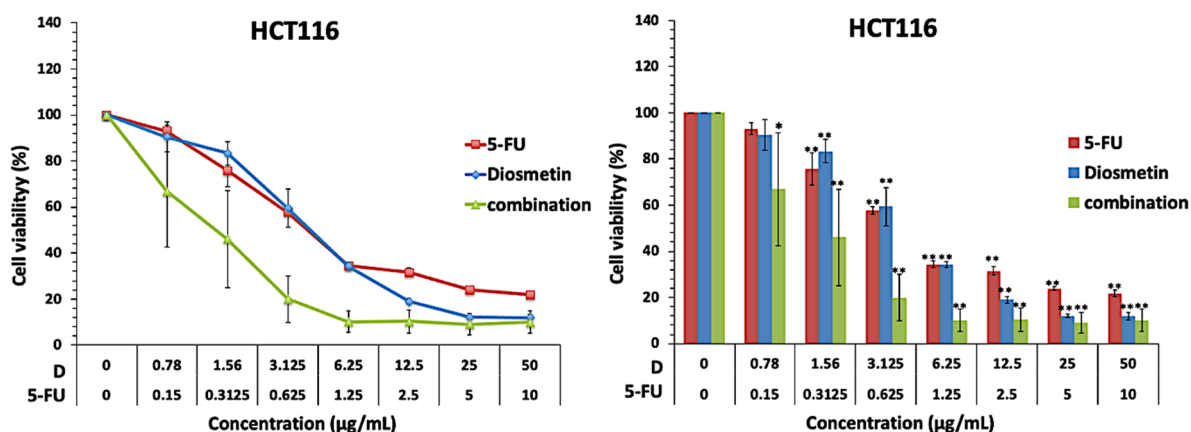 HCT116
140
120
100
80
60
40
20
0
Cell viabilityy (%)
5-FU
Diosmetin
combination
D 0 0.78 1.56 3.125 6.25 12.5 25 50
5-FU 0 0.15 0.3125 0.625 1.25 2.5 5 10
Concentration (µg/mL)
HCT116
140
120
100
80
60
40
20
0
Cell viabilityy (%)
* ** ** ** ** ** ** ** ** ** ** ** ** ** ** ** ** ** ** **
5-FU
Diosmetin
combination
D 0 0.78 1.56 3.125 6.25 12.5 25 50
5-FU 0 0.15 0.3125 0.625 1.25 2.5 5 10
Concentration (µg/mL)